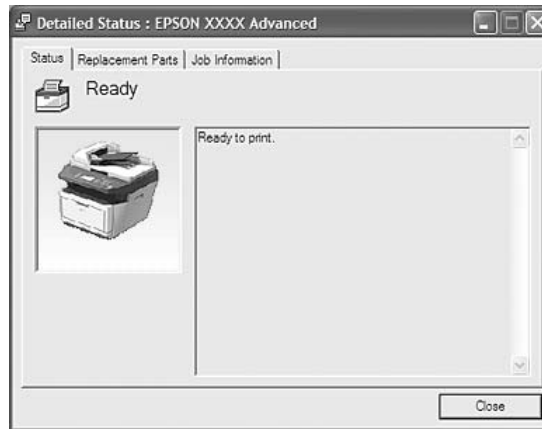 Detailed Status : EPSON XXXX Advanced
Status Replacement Parts Job Information
Ready
Ready to print.
Close